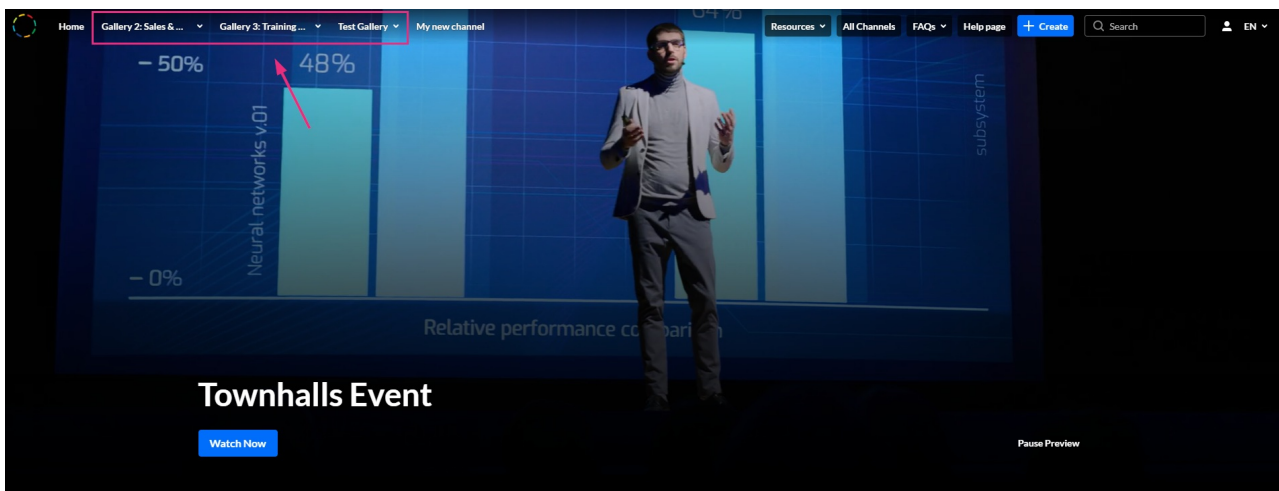 Home Gallery 2: Sales & ... Gallery 3: Training ... Test Gallery My new channel Resources All Channels FAQs Help page + Create Search EN
- 50%
48%
Neural networks v.01
subsystem
- 0%
Relative performance
Townhalls Event
Watch Now
Pause Preview